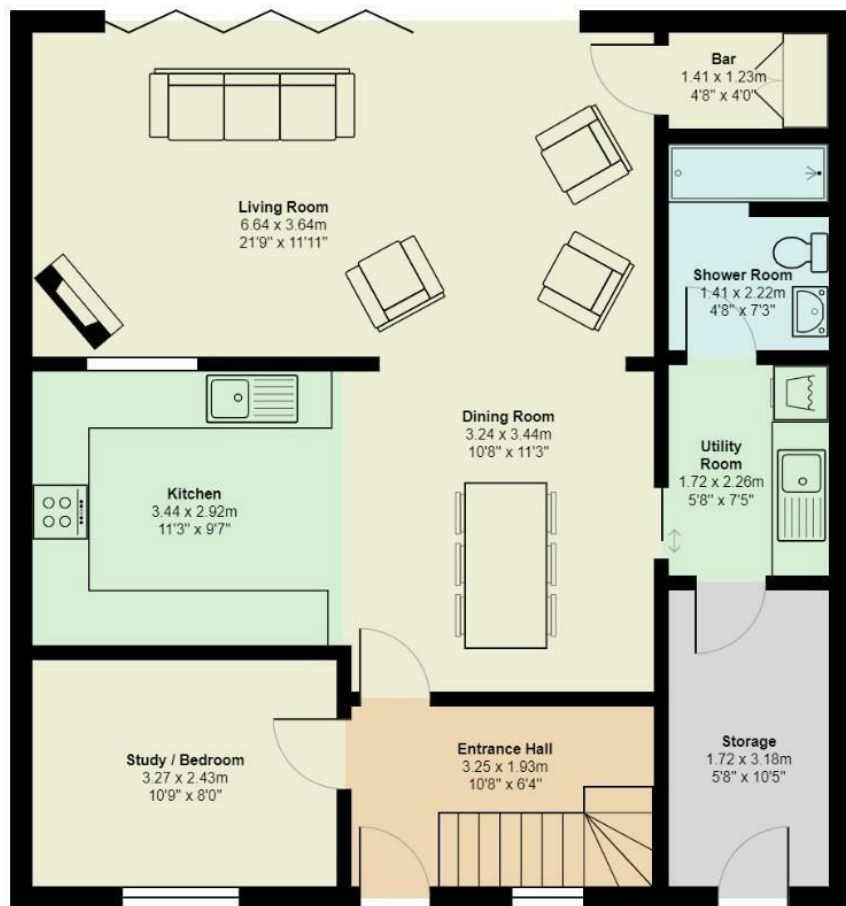 Bar
1.41 x 1.23m
4'8" x 4'0"
Living Room
6.64 x 3.64m
21'9" x 11'11"
Shower Room
1.41 x 2.22m
4'8" x 7'3"
Dining Room
3.24 x 3.44m
10'8" x 11'3"
Utility
Room
1.72 x 2.26m
5'8" x 7'5"
Kitchen
3.44 x 2.92m
11'3" x 9'7"
Study / Bedroom
3.27 x 2.43m
10'9" x 8'0"
Entrance Hall
3.25 x 1.93m
10'8" x 6'4"
Storage
1.72 x 3.18m
5'8" x 10'5"